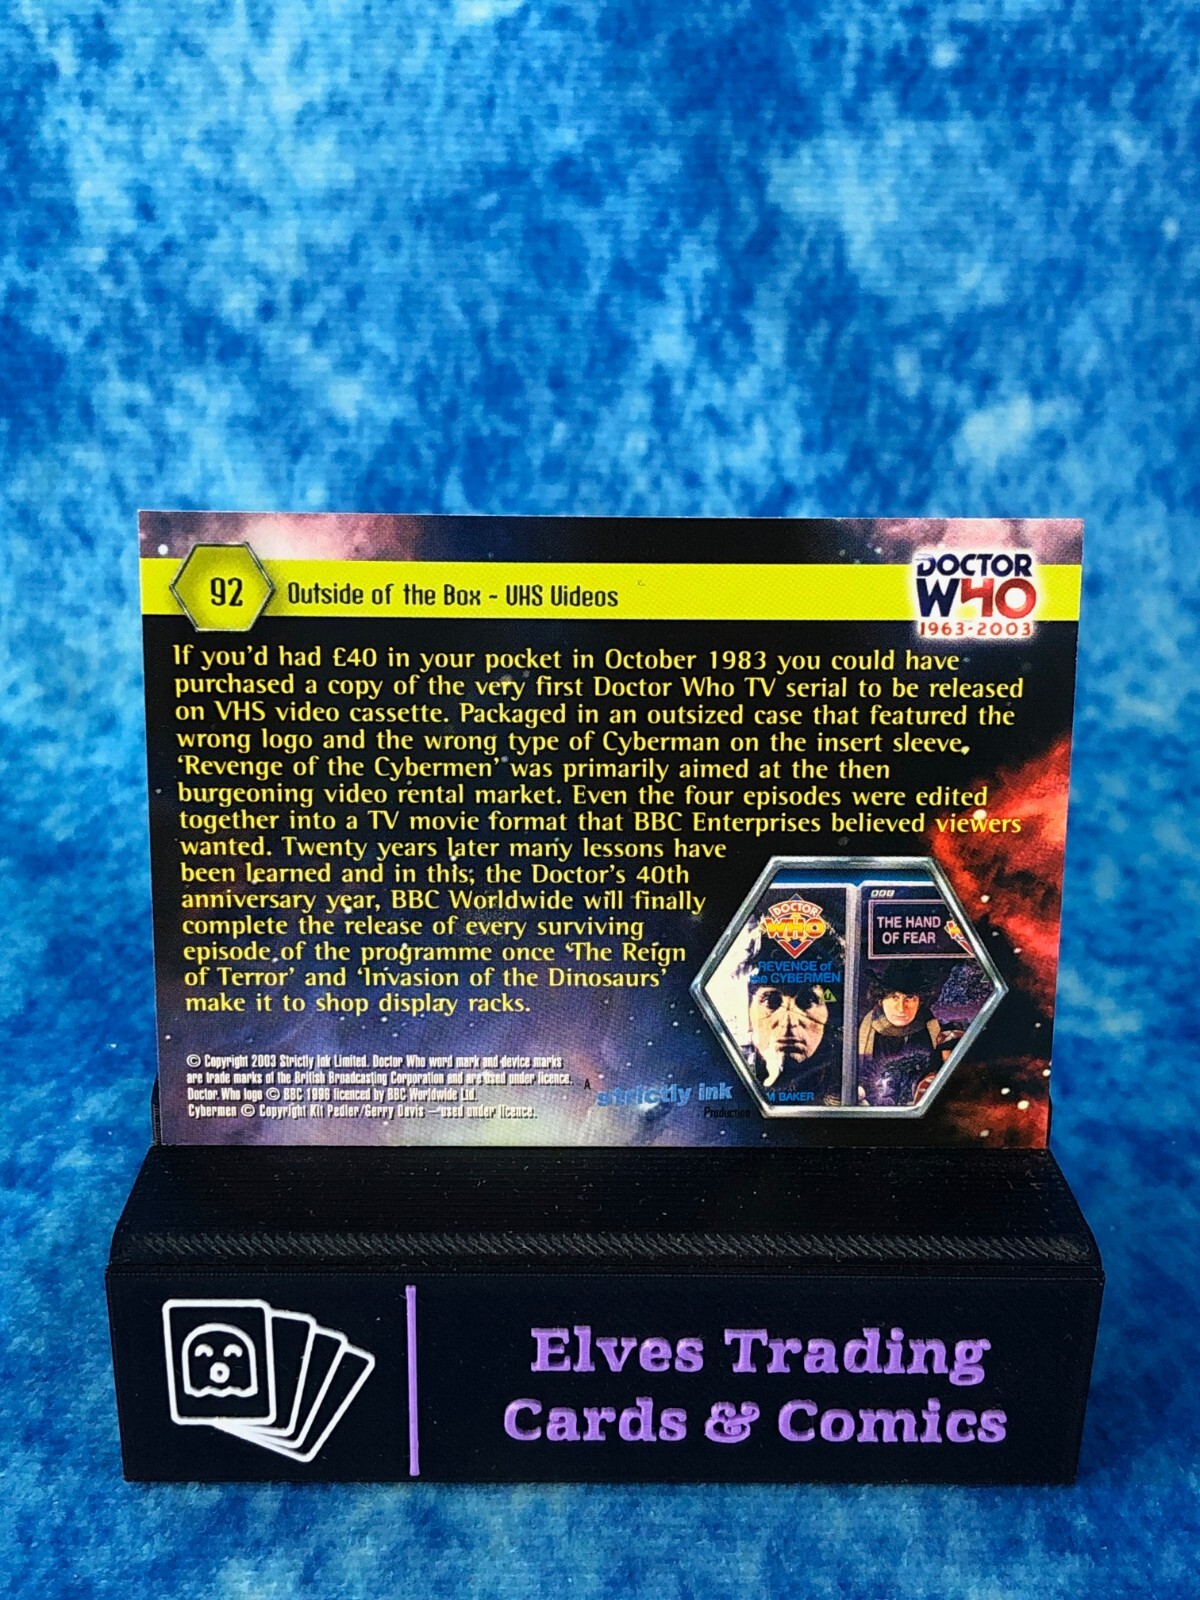 92
Outside of the Box - VHS Videos
DOCTOR
WHO
1963-2003
If you'd had £40 in your pocket in October 1983 you could have
purchased a copy of the very first Doctor Who TV serial to be released
on VHS video cassette. Packaged in an outsized case that featured the
wrong logo and the wrong type of Cyberman on the insert sleeve,
'Revenge of the Cybermen' was primarily aimed at the then
burgeoning video rental market. Even the four episodes were edited
together into a TV movie format that BBC Enterprises believed viewers
wanted. Twenty years later many lessons have
been learned and in this; the Doctor's 40th
anniversary year, BBC Worldwide will finally
complete the release of every surviving
episode of the programme once 'The Reign
of Terror' and 'Invasion of the Dinosaurs'
make it to shop display racks.
DOCTOR
WHO
REVENGE of
the CYBERMEN
M BAKER
BBC
THE HAND
OF FEAR
© Copyright 2003 Strictly Ink Limited. Doctor Who word mark and device marks
are trade marks of the British Broadcasting Corporation and are used under licence.
Doctor Who logo © BBC 1996 licenced by BBC Worldwide Ltd.
Cybermen © Copyright Kit Pedler/Gerry Davis – used under licence.
A
strictly ink
Production
Elves Trading
Cards & Comics